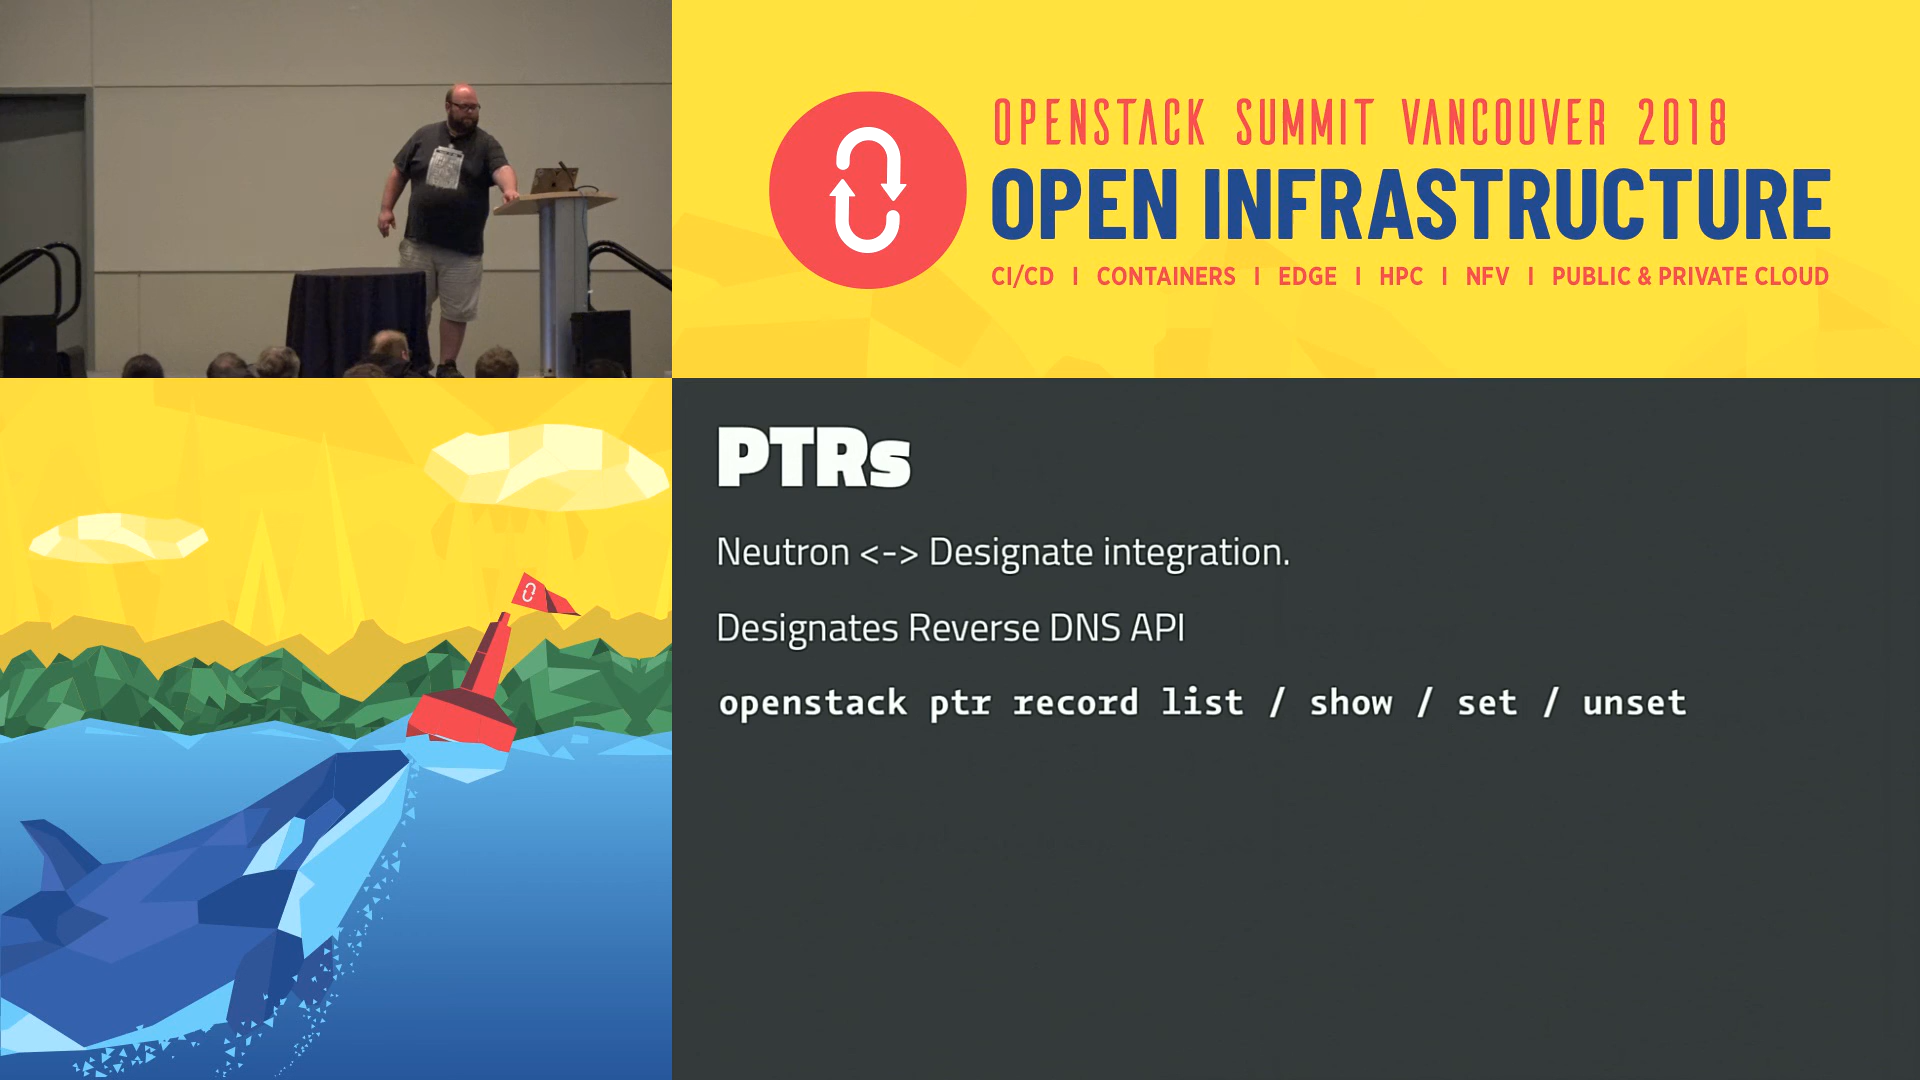 OPENSTACK SUMMIT VANCOUVER 2018
OPEN INFRASTRUCTURE
CI/CD | CONTAINERS | EDGE | HPC | NFV | PUBLIC & PRIVATE CLOUD
PTRs
Neutron <-> Designate integration.
Designates Reverse DNS API
openstack ptr record list / show / set / unset